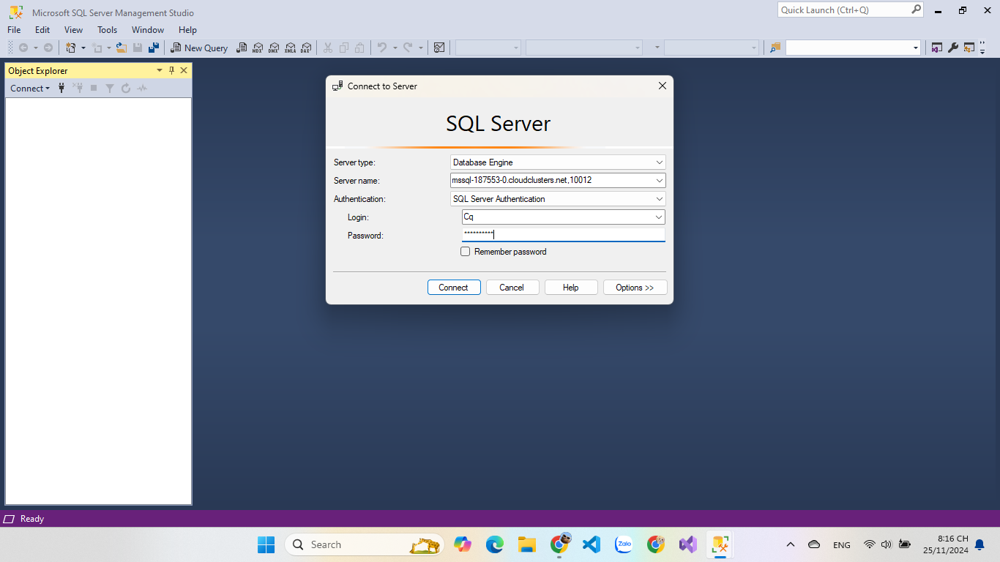 Microsoft SQL Server Management Studio
Quick Launch (Ctrl+Q)
File Edit View Tools Window Help
New Query MDX DMX XMLA DAX
Object Explorer
Connect
Connect to Server
SQL Server
Server type: Database Engine
Server name: mssql-187553-0.cloudclusters.net,10012
Authentication: SQL Server Authentication
Login: Cq
Password: **********
Remember password
Connect Cancel Help Options >>
Ready
Search
Zalo
ENG
8:16 CH
25/11/2024